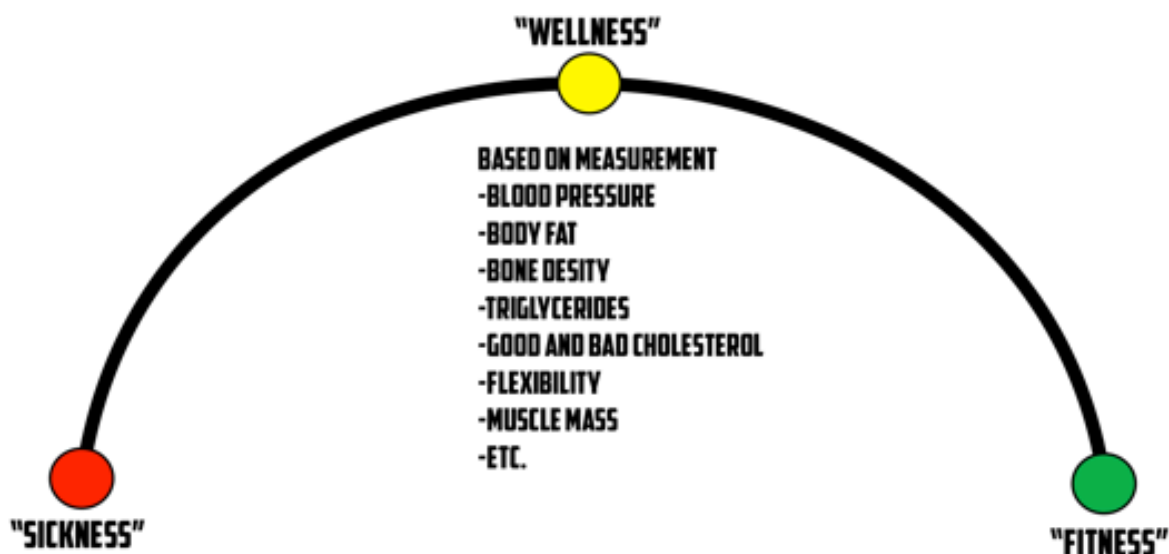 "WELLNESS"
BASED ON MEASUREMENT
-BLOOD PRESSURE
-BODY FAT
-BONE DESITY
-TRIGLYCERIDES
-GOOD AND BAD CHOLESTEROL
-FLEXIBILITY
-MUSCLE MASS
-ETC.
"SICKNESS"
"FITNESS"